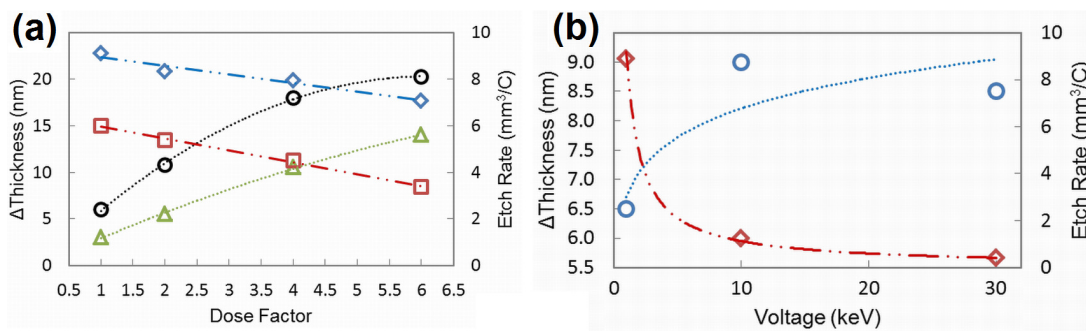 (a)
ΔThickness (nm)
20
15
10
5
0
0.5 1 1.5 2 2.5 3 3.5 4 4.5 5 5.5 6 6.5
Dose Factor
10
8
6
4
2
0
Etch Rate (mm³/C)
(b)
ΔThickness (nm)
9.0
8.5
8.0
7.5
7.0
6.5
6.0
5.5
0 10 20 30
Voltage (keV)
10
8
6
4
2
0
Etch Rate (mm³/C)